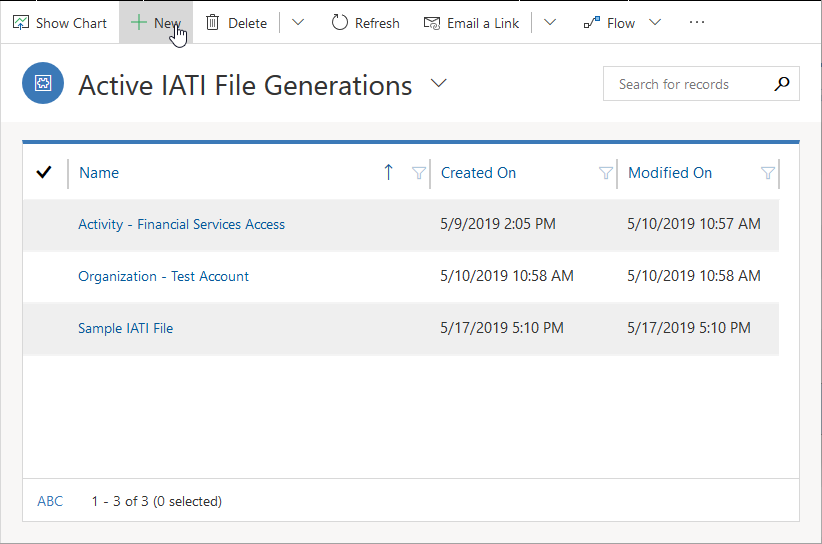 Show Chart New Delete Refresh Email a Link Flow ...
Active IATI File Generations Search for records
Name Created On Modified On
Activity - Financial Services Access 5/9/2019 2:05 PM 5/10/2019 10:57 AM
Organization - Test Account 5/10/2019 10:58 AM 5/10/2019 10:58 AM
Sample IATI File 5/17/2019 5:10 PM 5/17/2019 5:10 PM
ABC 1 - 3 of 3 (0 selected)